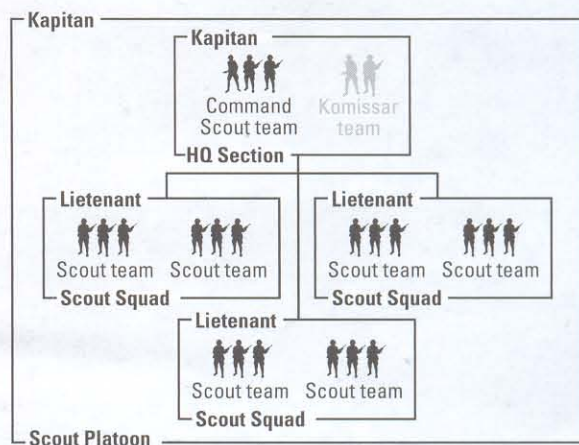 Kapitan
Kapitan
Command
Scout team
Komissar
team
HQ Section
Lietenant
Scout team
Scout team
Scout Squad
Lietenant
Scout team
Scout team
Scout Squad
Lietenant
Scout team
Scout team
Scout Squad
Scout Platoon